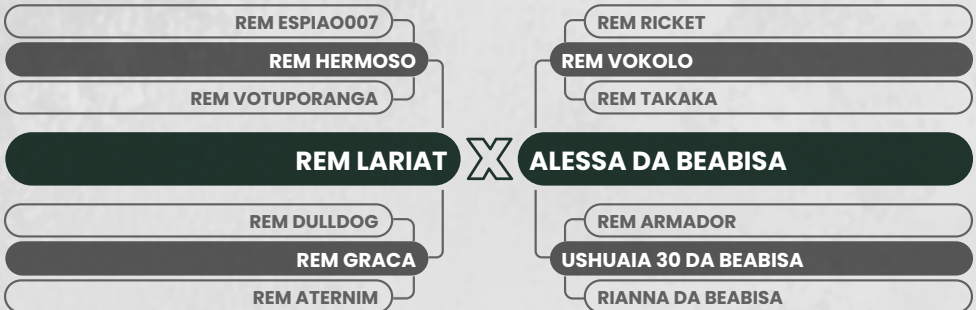 REM ESPIAO007
REM HERMOSO
REM VOTUPORANGA
REM LARIAT
REM DULLDOG
REM GRACA
REM ATERNIM
X
REM RICKET
REM VOKOLO
REM TAKAKA
ALESSA DA BEABISA
REM ARMADOR
USHUAIA 30 DA BEABISA
RIANNA DA BEABISA